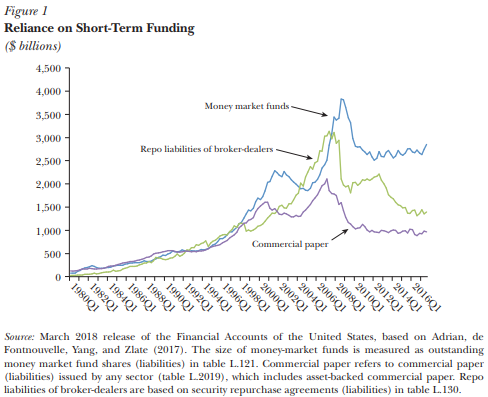 Figure 1
Reliance on Short-Term Funding
($ billions)
4,500
4,000
3,500
3,000
2,500
2,000
1,500
1,000
500
0
Money market funds
Repo liabilities of broker-dealers
Commercial paper
1980Q1
1982Q1
1984Q1
1986Q1
1988Q1
1990Q1
1992Q1
1994Q1
1996Q1
1998Q1
2000Q1
2002Q1
2004Q1
2006Q1
2008Q1
2010Q1
2012Q1
2014Q1
2016Q1
Source: March 2018 release of the Financial Accounts of the United States, based on Adrian, de
Fontnouvelle, Yang, and Zlate (2017). The size of money-market funds is measured as outstanding
money market fund shares (liabilities) in table L.121. Commercial paper refers to commercial paper
(liabilities) issued by any sector (table L.2019), which includes asset-backed commercial paper. Repo
liabilities of broker-dealers are based on security repurchase agreements (liabilities) in table L.130.